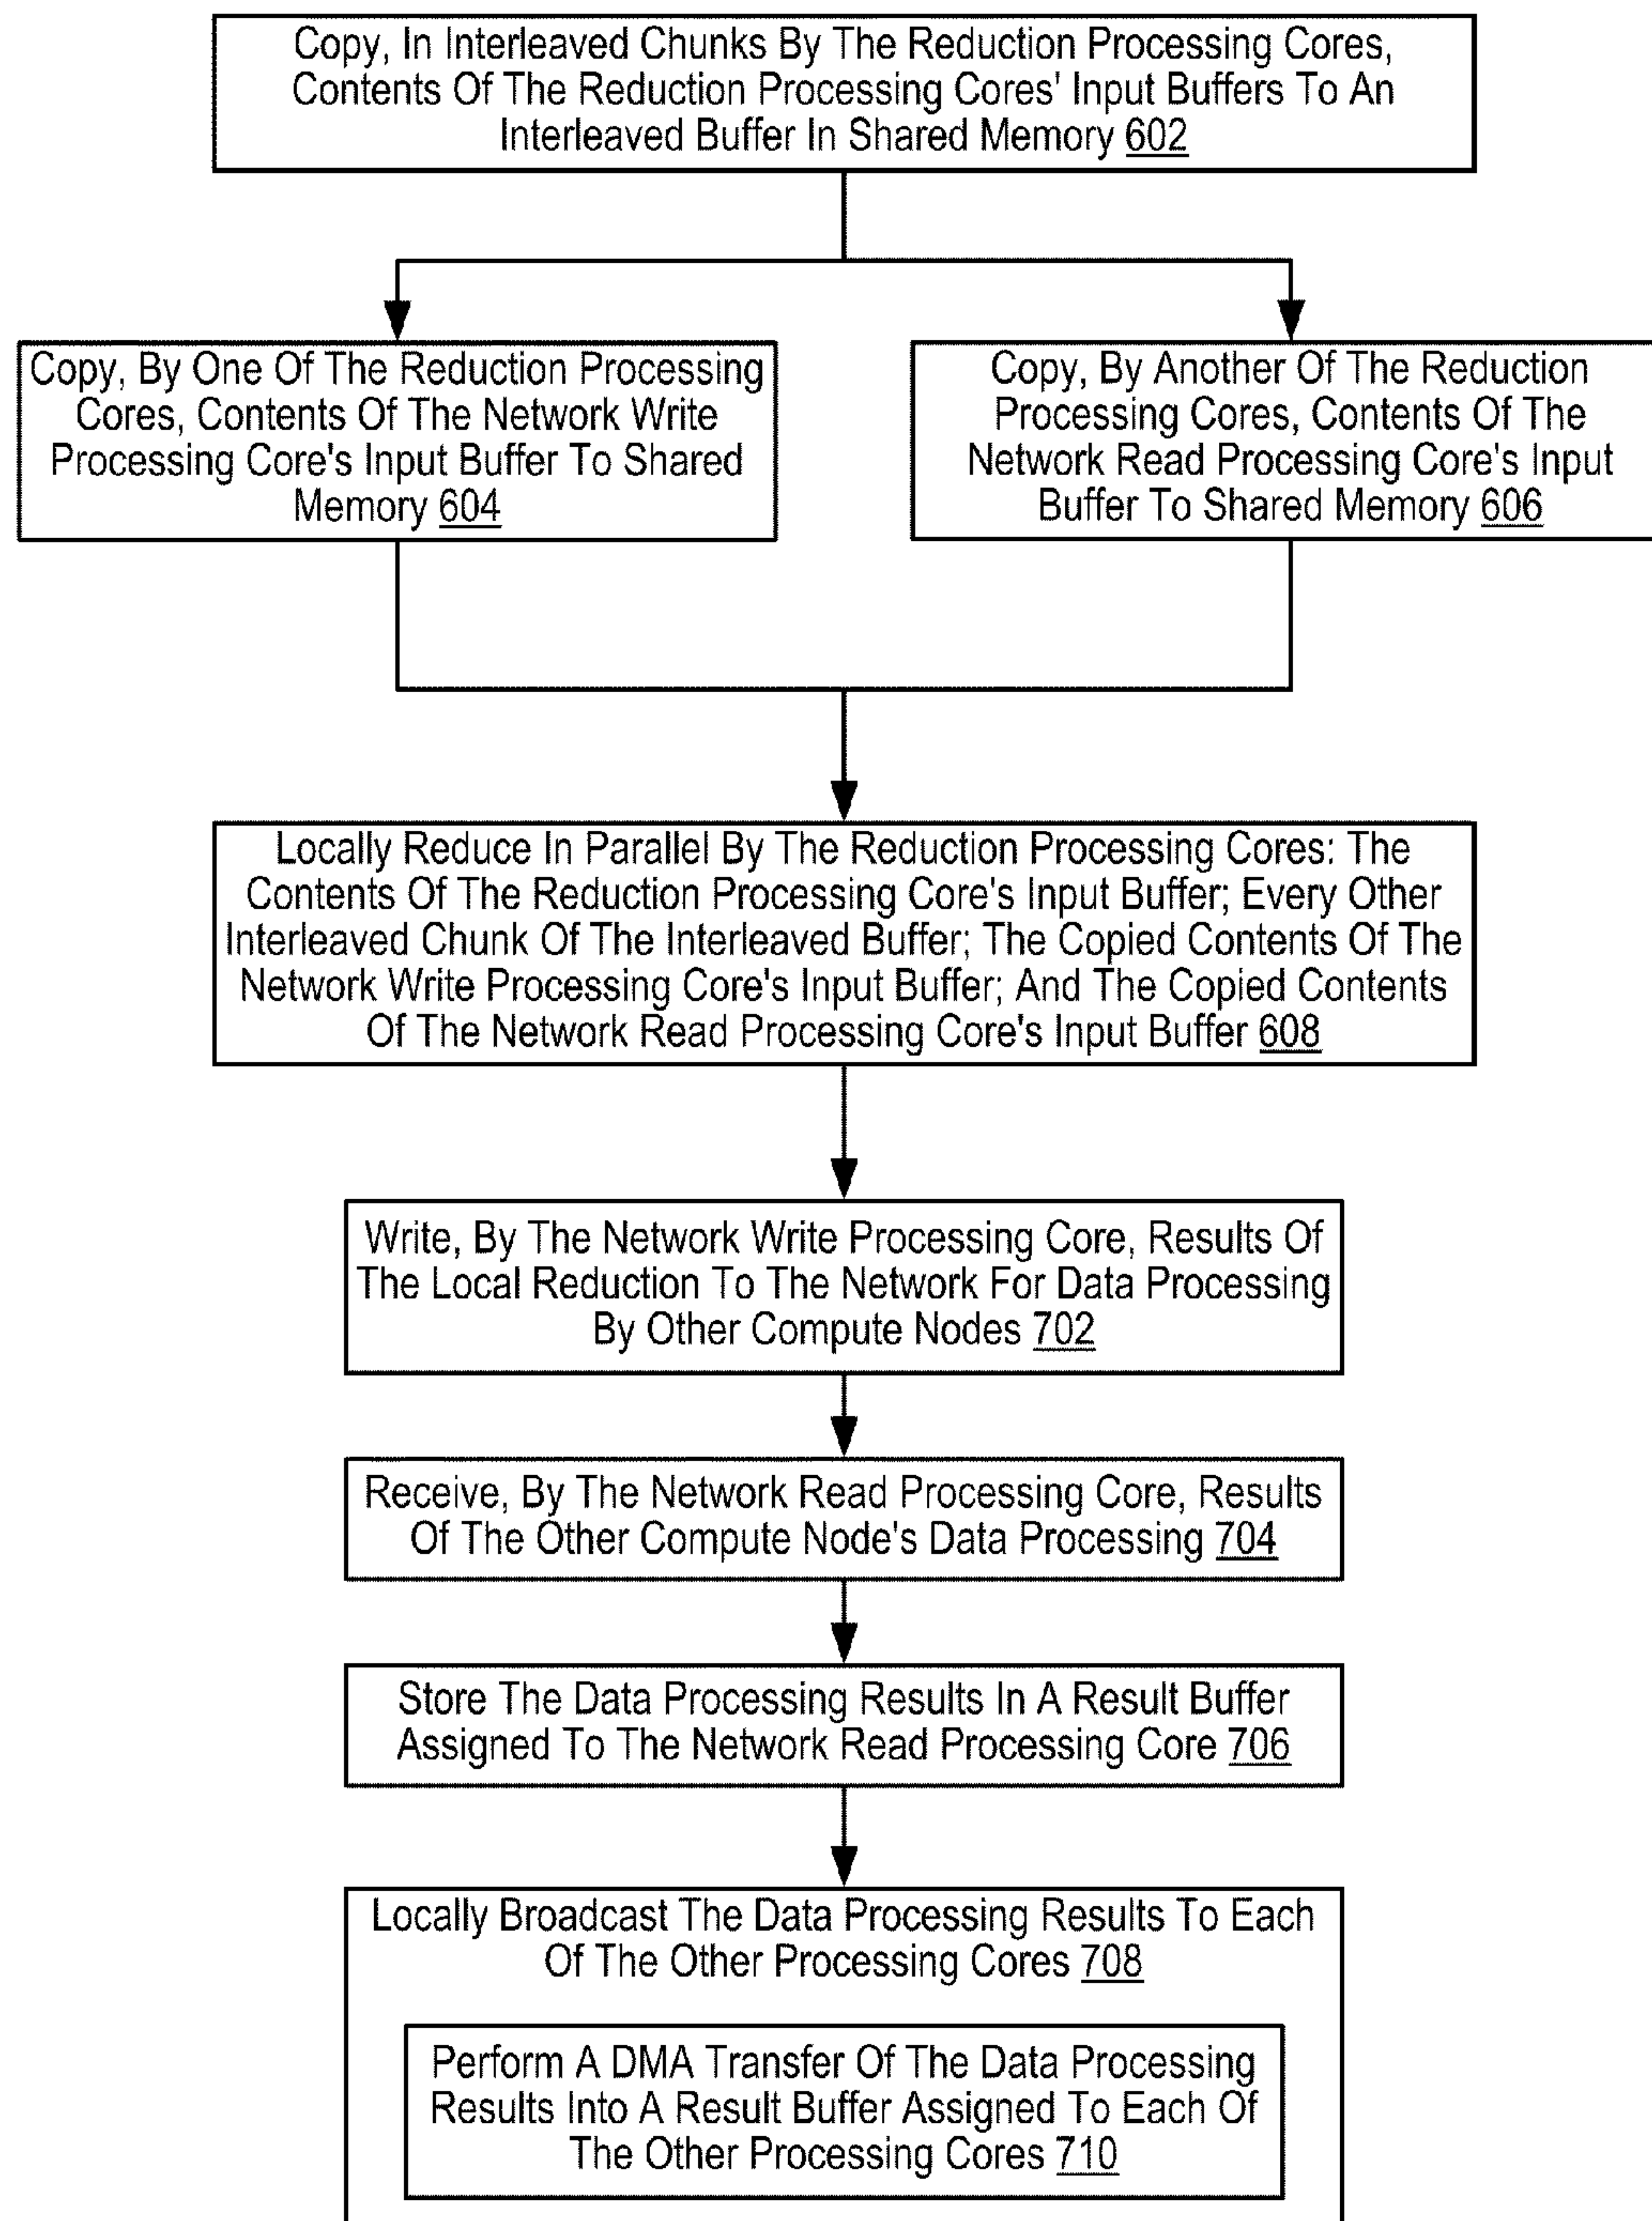 Copy, In Interleaved Chunks By The Reduction Processing Cores,
Contents Of The Reduction Processing Cores' Input Buffers To An
Interleaved Buffer In Shared Memory 602
Copy, By One Of The Reduction Processing
Cores, Contents Of The Network Write
Processing Core's Input Buffer To Shared
Memory 604
Copy, By Another Of The Reduction
Processing Cores, Contents Of The
Network Read Processing Core's Input
Buffer To Shared Memory 606
Locally Reduce In Parallel By The Reduction Processing Cores: The
Contents Of The Reduction Processing Core's Input Buffer; Every Other
Interleaved Chunk Of The Interleaved Buffer; The Copied Contents Of The
Network Write Processing Core's Input Buffer; And The Copied Contents
Of The Network Read Processing Core's Input Buffer 608
Write, By The Network Write Processing Core, Results Of
The Local Reduction To The Network For Data Processing
By Other Compute Nodes 702
Receive, By The Network Read Processing Core, Results
Of The Other Compute Node's Data Processing 704
Store The Data Processing Results In A Result Buffer
Assigned To The Network Read Processing Core 706
Locally Broadcast The Data Processing Results To Each
Of The Other Processing Cores 708
Perform A DMA Transfer Of The Data Processing
Results Into A Result Buffer Assigned To Each Of
The Other Processing Cores 710